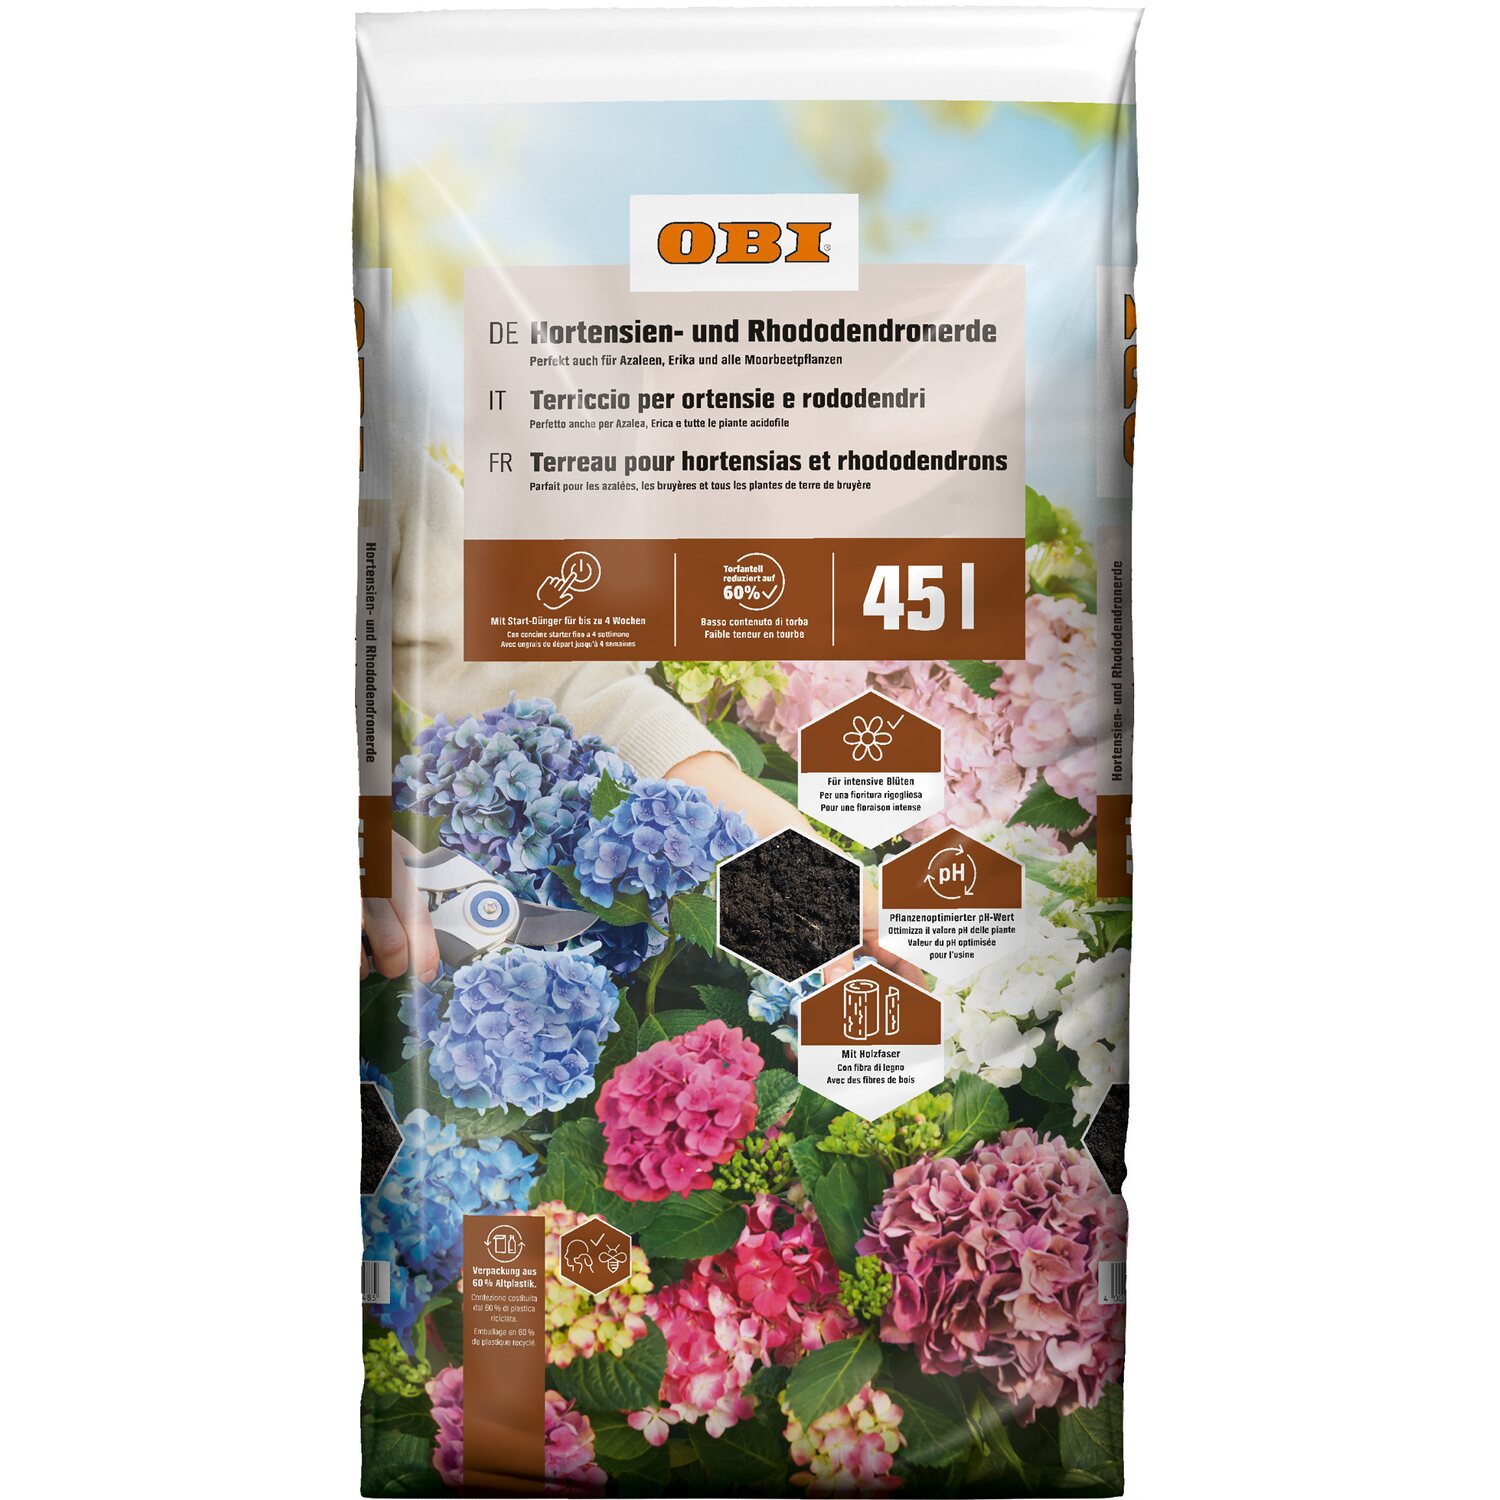 OBI
DE Hortensien- und Rhododendronerde
Perfekt auch für Azaleen, Erika und alle Moorbeetpflanzen
IT Terriccio per ortensie e rododendri
Perfetto anche per Azalea, Erica e tutte le piante acidofile
FR Terreau pour hortensias et rhododendrons
Parfait pour les azalées, les bruyères et tous les plantes de terre de bruyère
Mit Start-Dünger für bis zu 4 Wochen
Con concime starter fino a 4 settimane
Avec engrais de départ jusqu'à 4 semaines
Torfanteil
reduziert auf
60%
Basso contenuto di torba
Faible teneur en tourbe
45 l
Für intensive Blüten
Per una fioritura rigogliosa
Pour une floraison intense
pH
Pflanzenoptimierter pH-Wert
Ottimizza il valore pH delle piante
Valeur du pH optimisée
pour l'usine
Mit Holzfaser
Con fibra di legno
Avec des fibres de bois
Verpackung aus
60% Altplastik.
Confezione costituita
dal 60% di plastica
riciclata.
Emballage en 60%
de plastique recyclé.
Hortensien- und Rhododendronerde
Hortensien- und Rhododendronerde